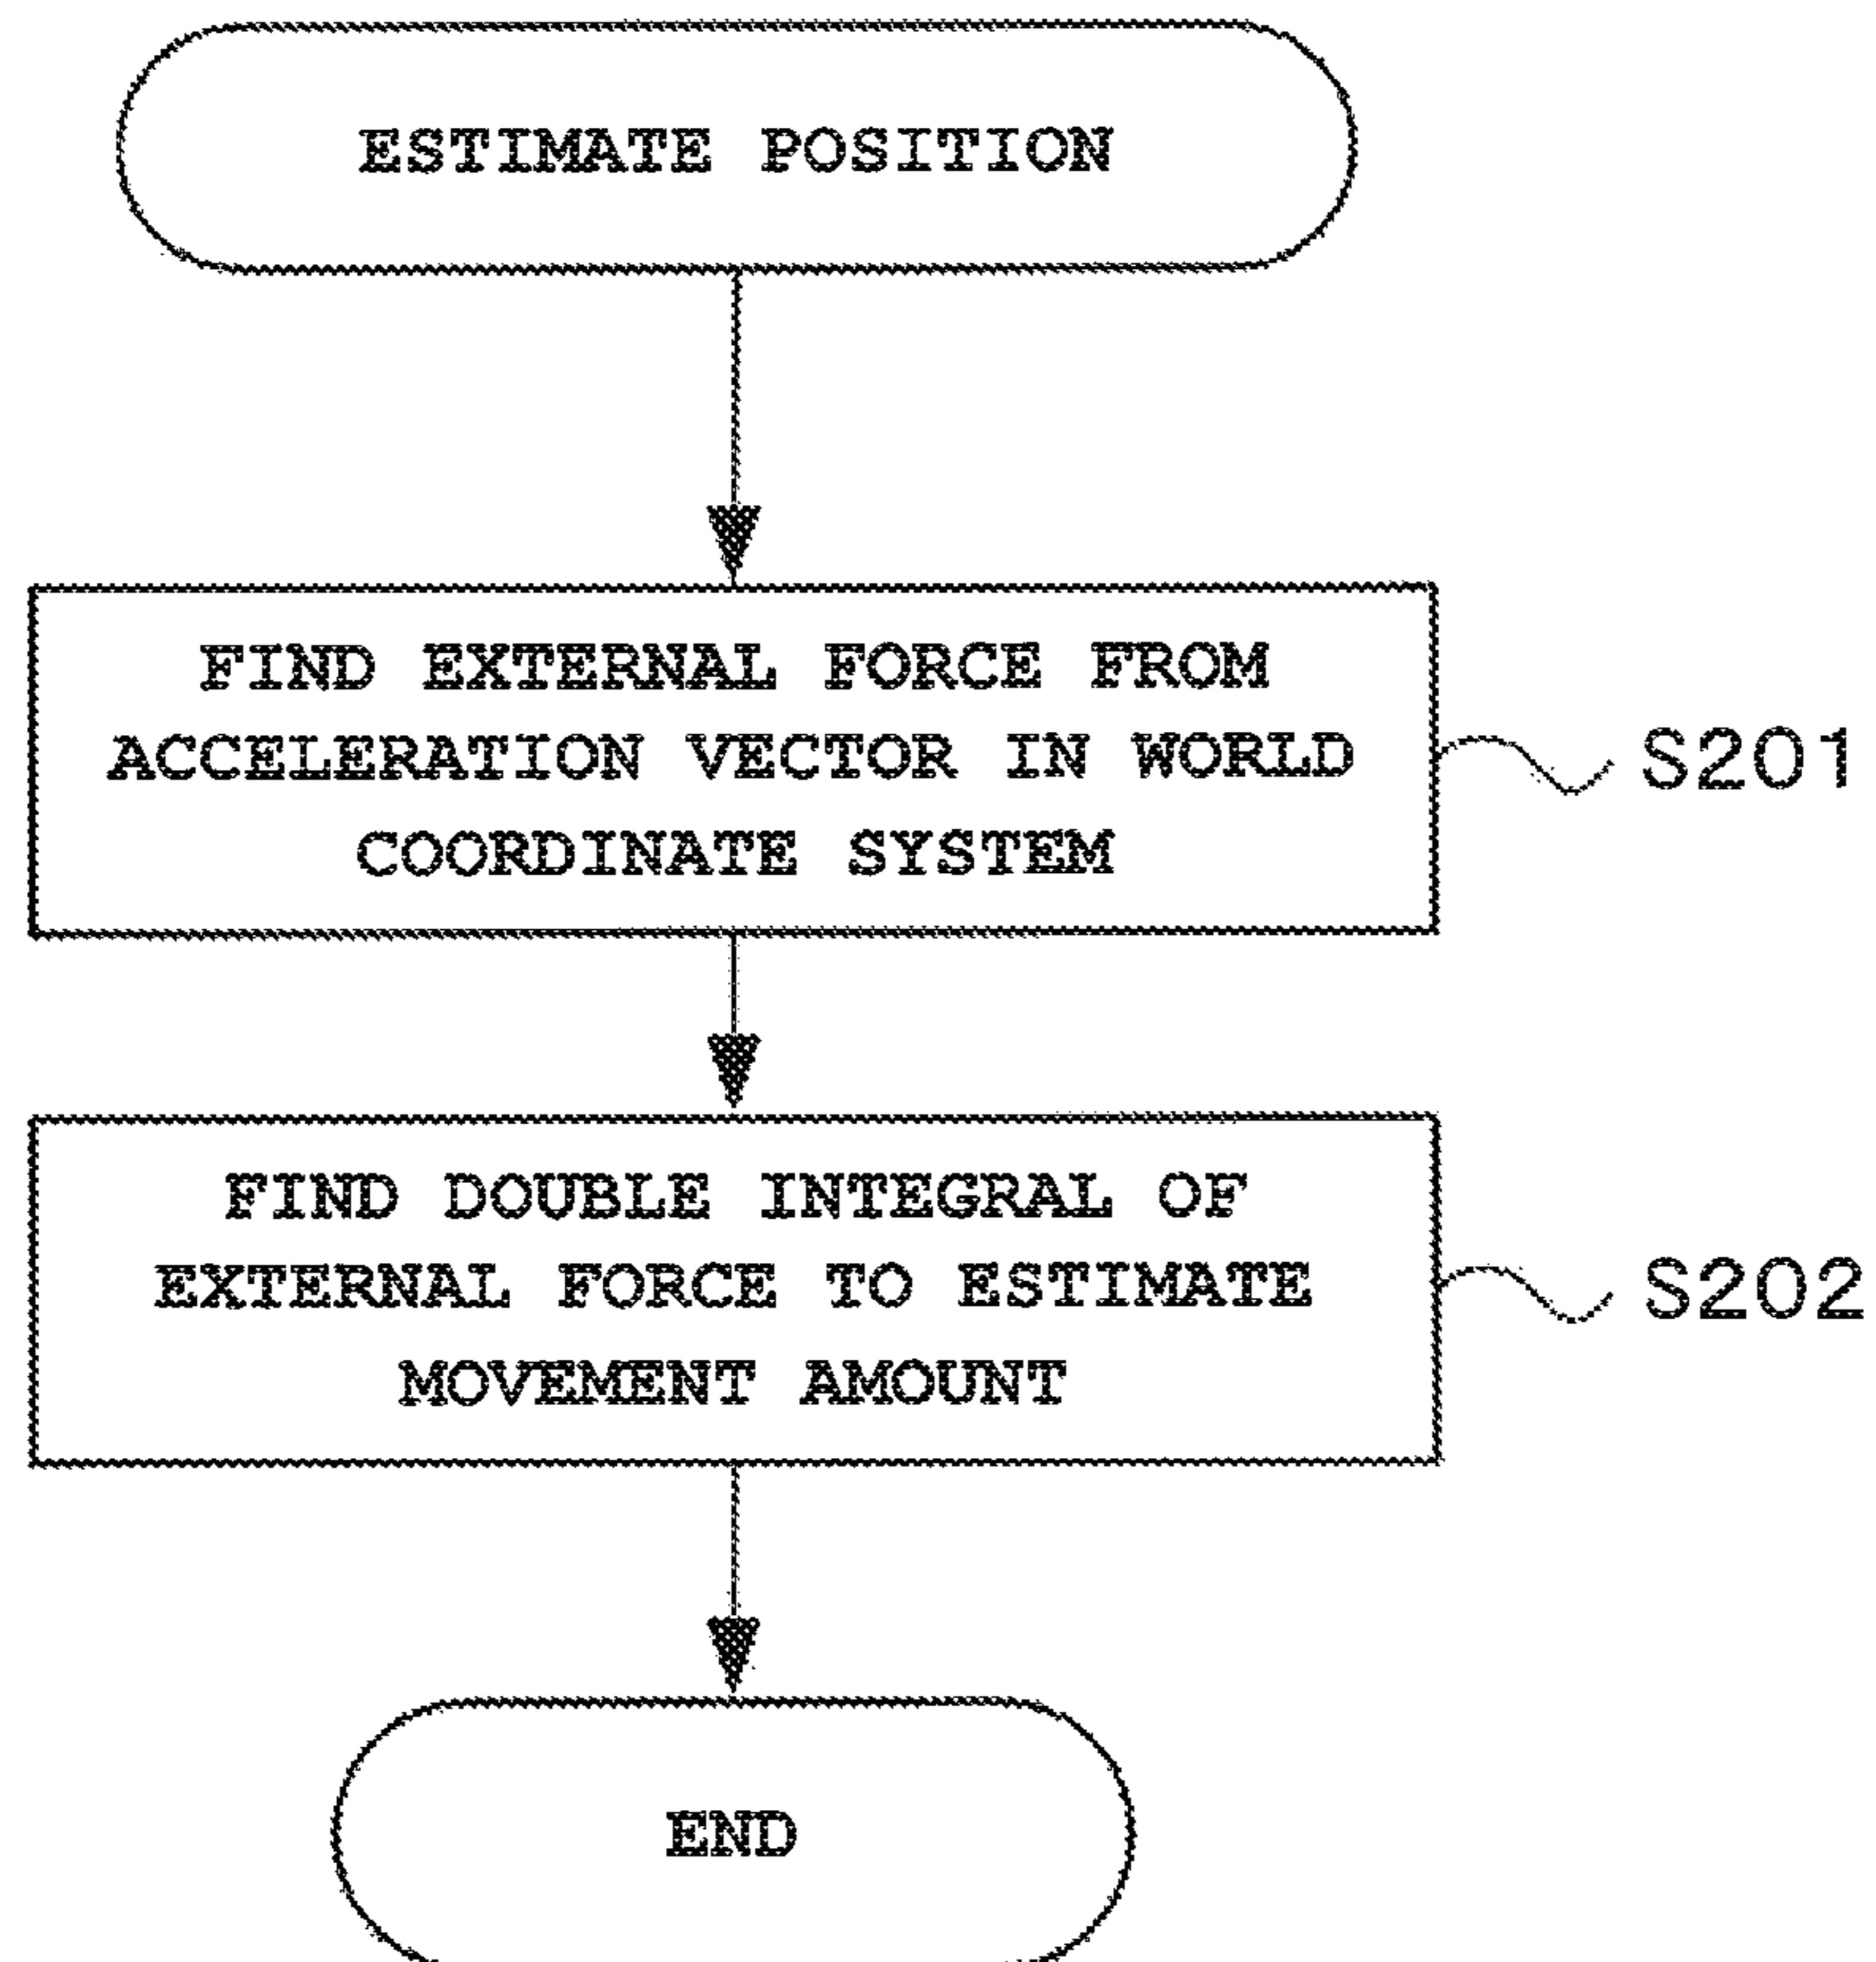 ESTIMATE POSITION
FIND EXTERNAL FORCE FROM
ACCELERATION VECTOR IN WORLD
COORDINATE SYSTEM
S201
FIND DOUBLE INTEGRAL OF
EXTERNAL FORCE TO ESTIMATE
MOVEMENT AMOUNT
S202
END